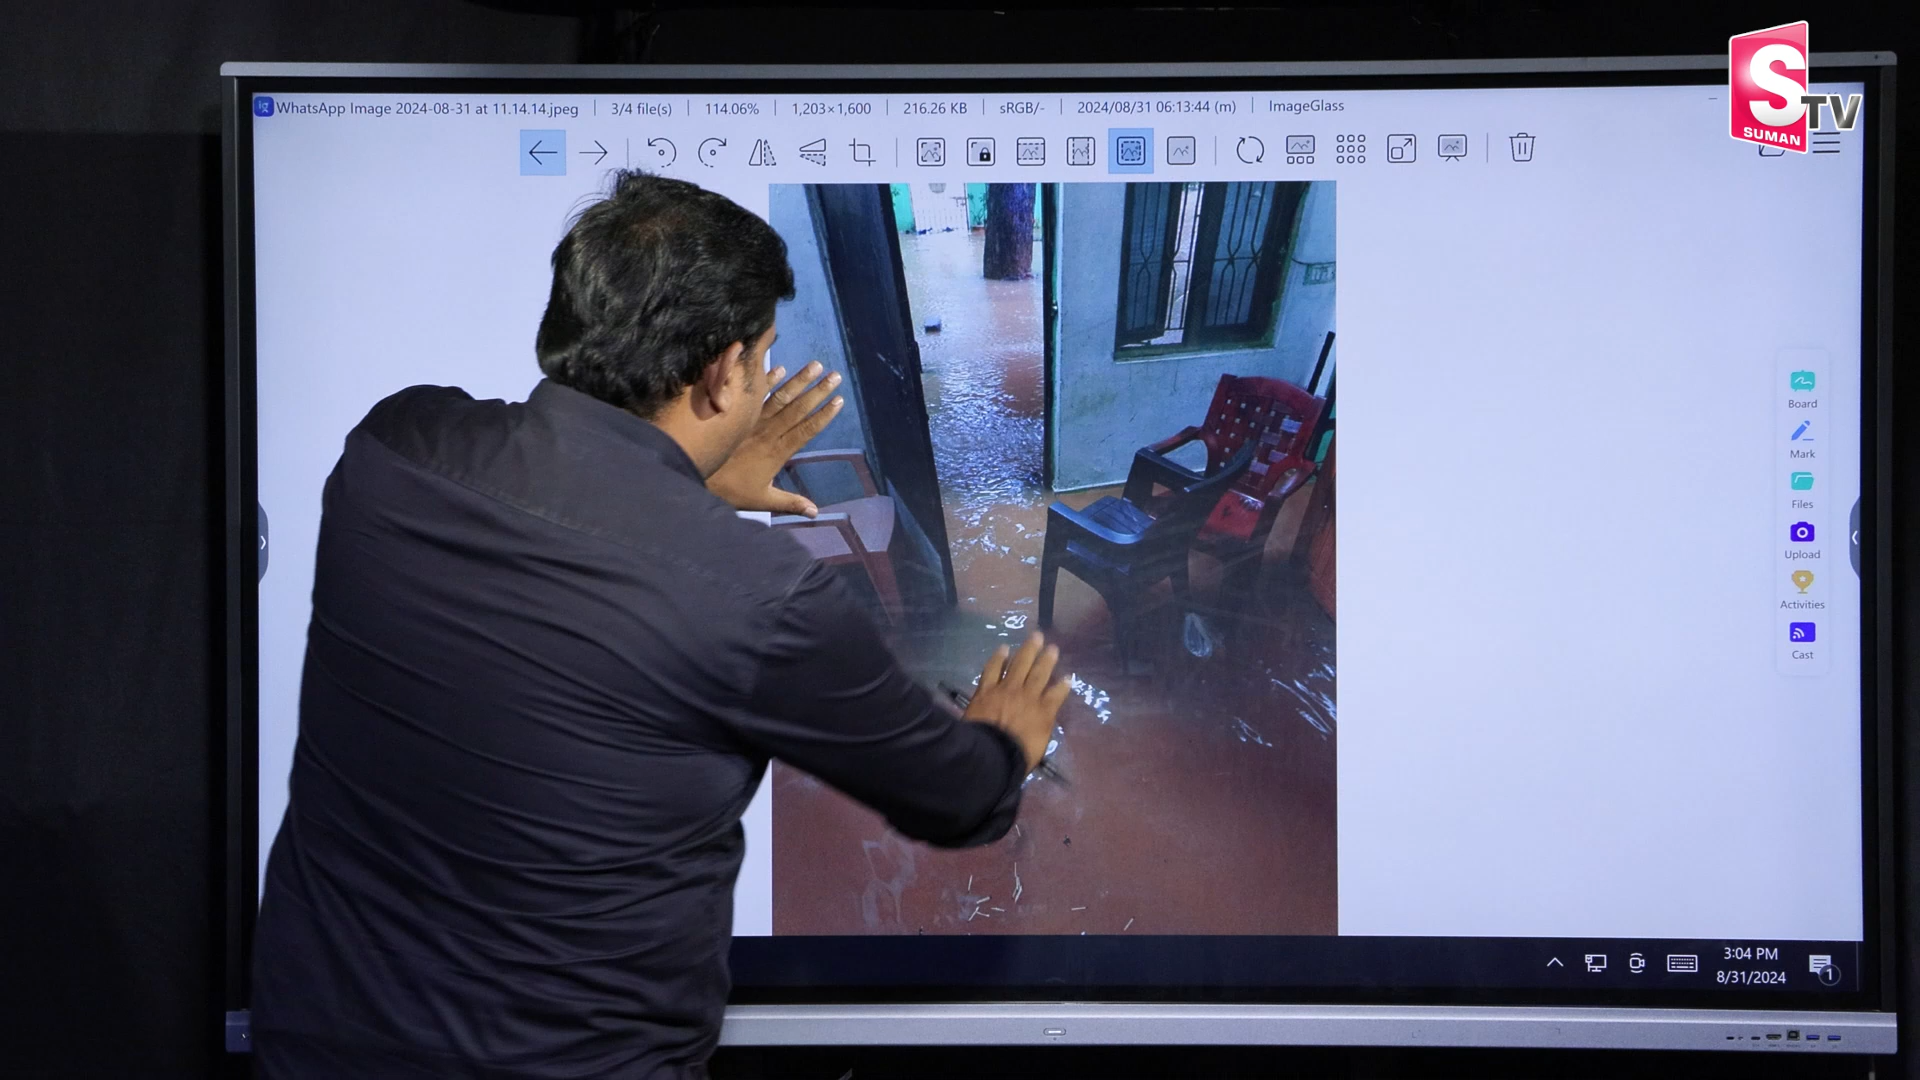 WhatsApp Image 2024-08-31 at 11.14.14.jpeg | 3/4 file(s) | 114.06% | 1,203×1,600 | 216.26 KB | sRGB/- | 2024/08/31 06:13:44 (m) | ImageGlass
S TV
SUMAN
Board
Mark
Files
Upload
Activities
Cast
3:04 PM
8/31/2024
1